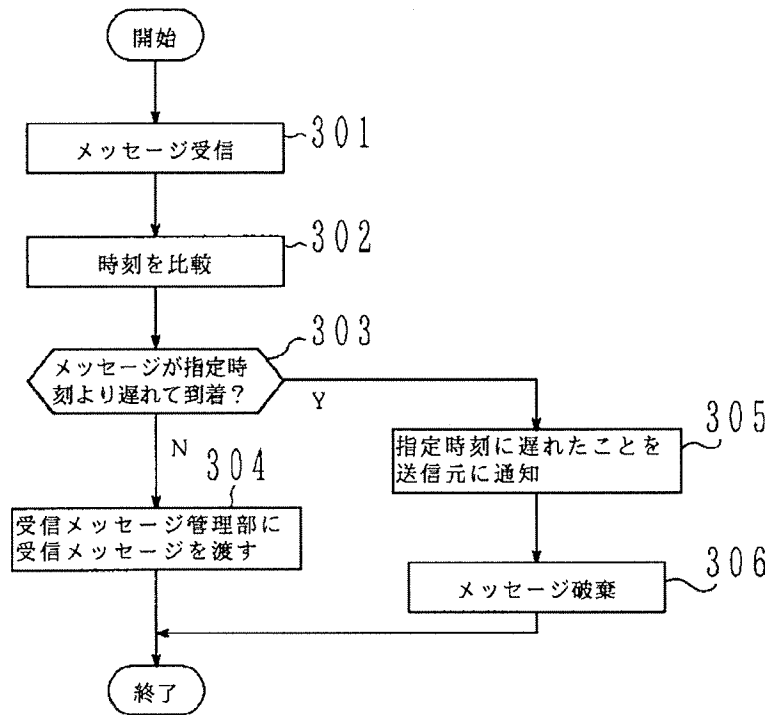 開始
メッセージ受信
301
時刻を比較
302
メッセージが指定時
刻より遅れて到着?
303
Y
N
304
受信メッセージ管理部に
受信メッセージを渡す
指定時刻に遅れたことを
送信元に通知
305
メッセージ破棄
306
終了